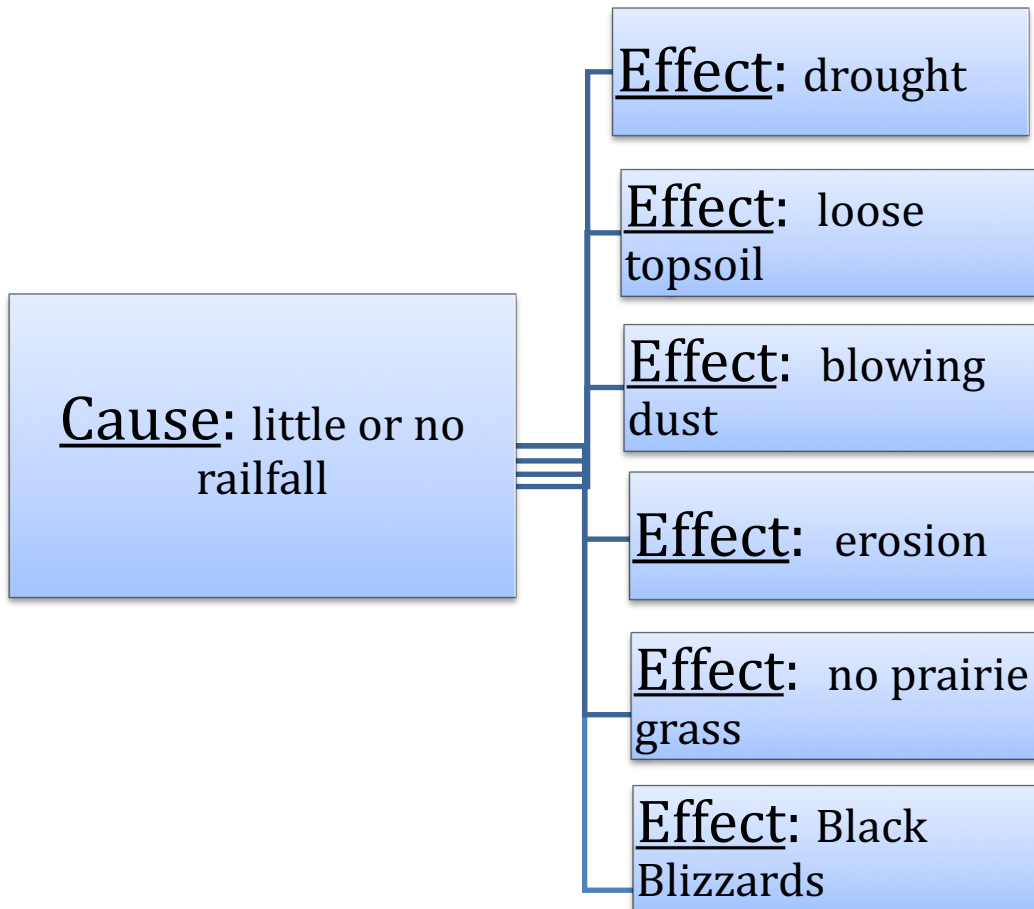 Effect: drought
Effect: loose
topsoil
Effect: blowing
dust
Cause: little or no
railfall
Effect: erosion
Effect: no prairie
grass
Effect: Black
Blizzards